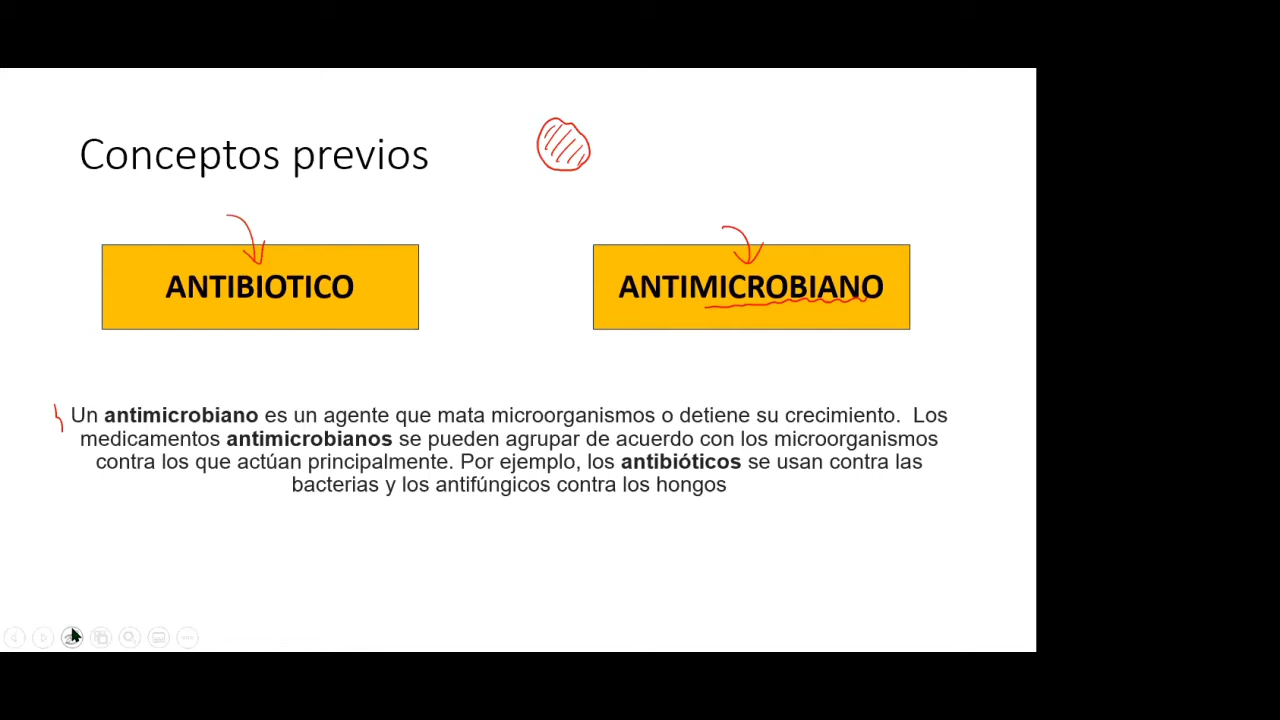 Conceptos previos
ANTIBIOTICO
ANTIMICROBIANO
Un antimicrobiano es un agente que mata microorganismos o detiene su crecimiento.  Los
medicamentos antimicrobianos se pueden agrupar de acuerdo con los microorganismos
contra los que actúan principalmente. Por ejemplo, los antibióticos se usan contra las
bacterias y los antifúngicos contra los hongos